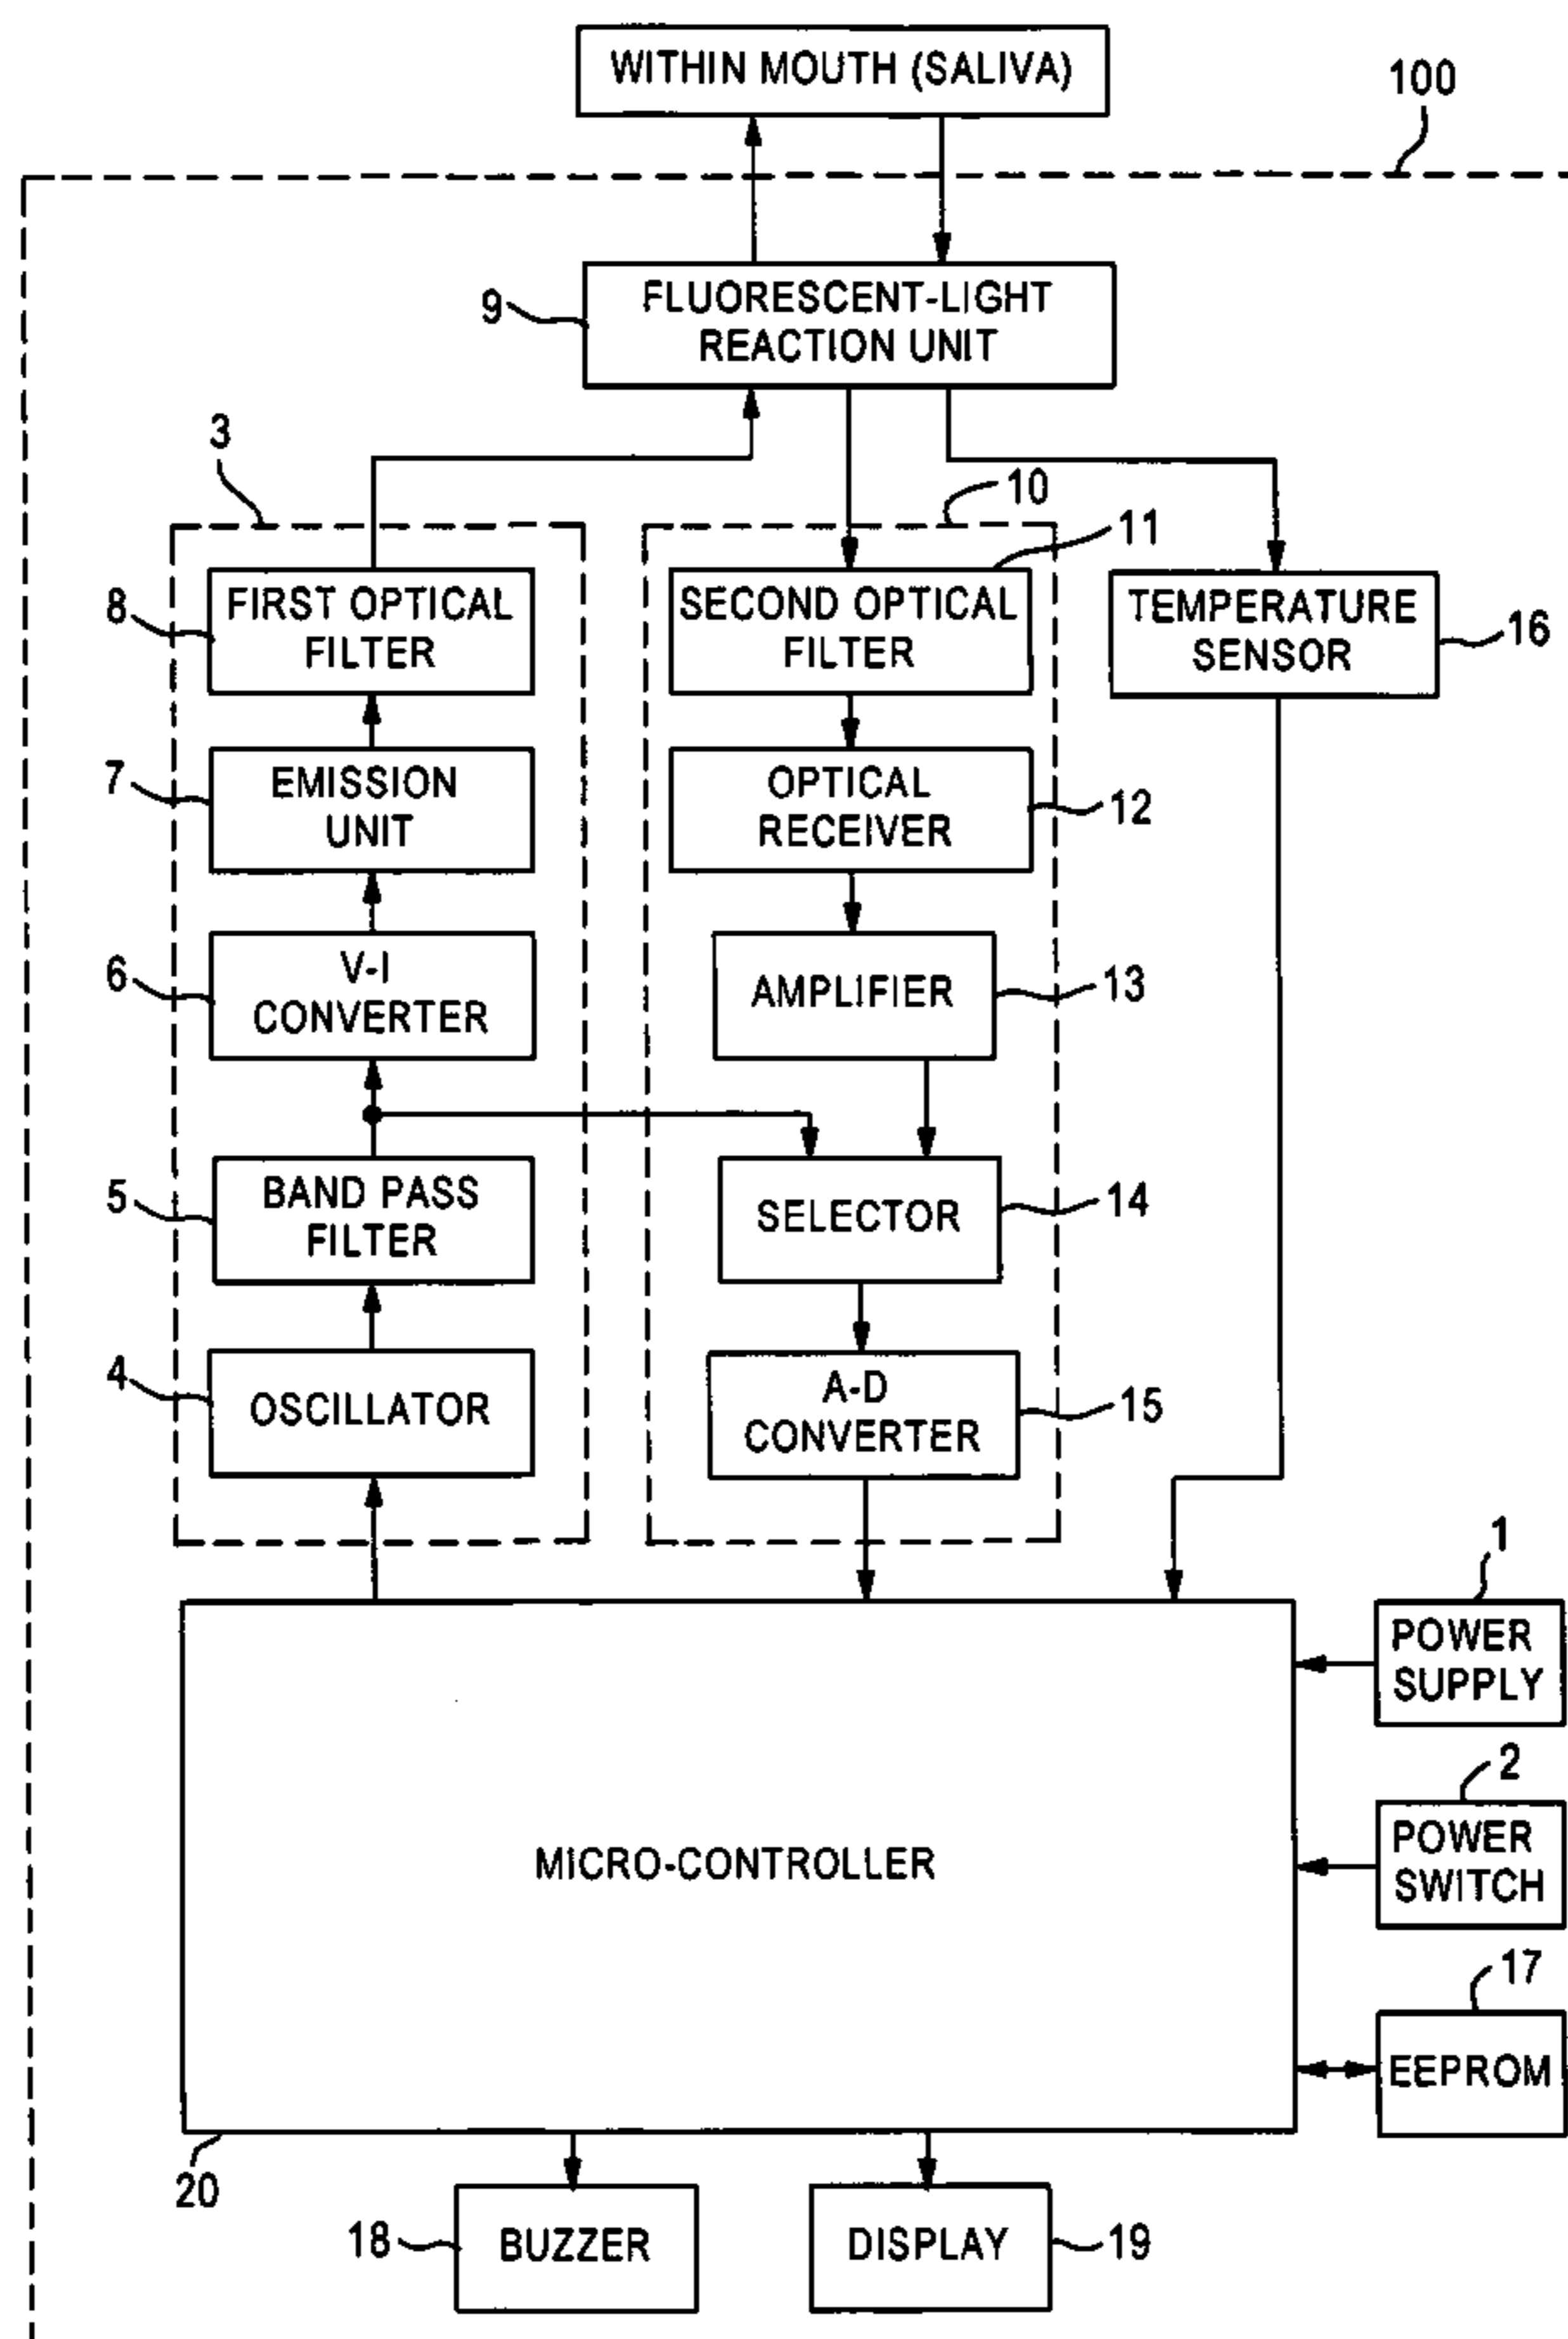 WITHIN MOUTH (SALIVA)
100
9
FLUORESCENT-LIGHT
REACTION UNIT
3
10
11
8
FIRST OPTICAL
FILTER
SECOND OPTICAL
FILTER
TEMPERATURE
SENSOR
16
7
EMISSION
UNIT
OPTICAL
RECEIVER
12
6
V-I
CONVERTER
AMPLIFIER
13
5
BAND PASS
FILTER
SELECTOR
14
4
OSCILLATOR
A-D
CONVERTER
15
1
POWER
SUPPLY
2
POWER
SWITCH
MICRO-CONTROLLER
17
EEPROM
20
18
BUZZER
DISPLAY
19